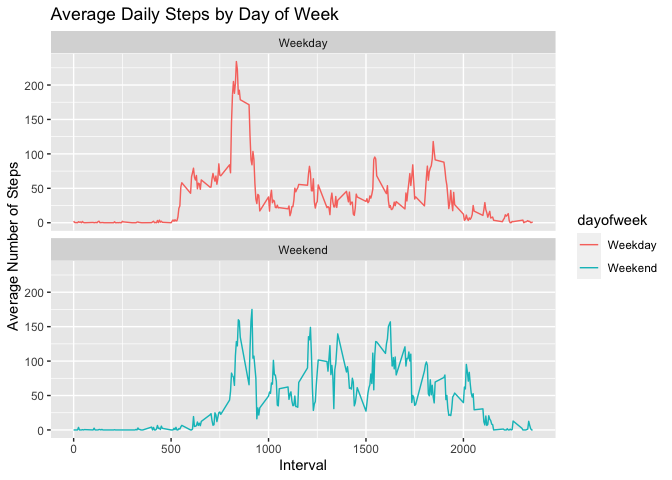 Average Daily Steps by Day of Week
Weekday
200
150
100
50
0
Weekend
200
150
100
50
0
Average Number of Steps
0 500 1000 1500 2000
Interval
dayofweek
Weekday
Weekend